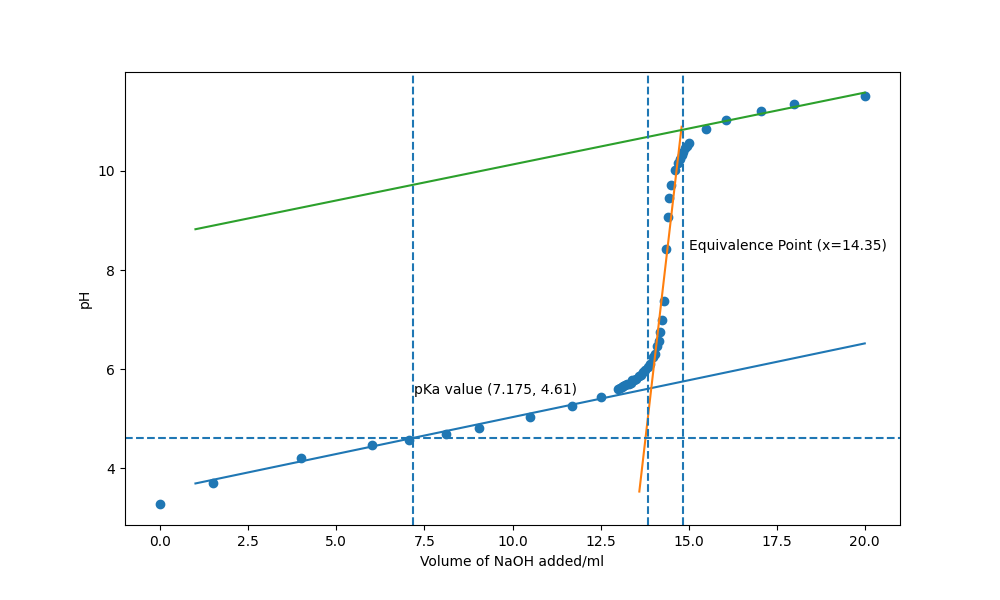 10
8
6
4
pH
Equivalence Point (x=14.35)
pKa value (7.175, 4.61)
0.0 2.5 5.0 7.5 10.0 12.5 15.0 17.5 20.0
Volume of NaOH added/ml